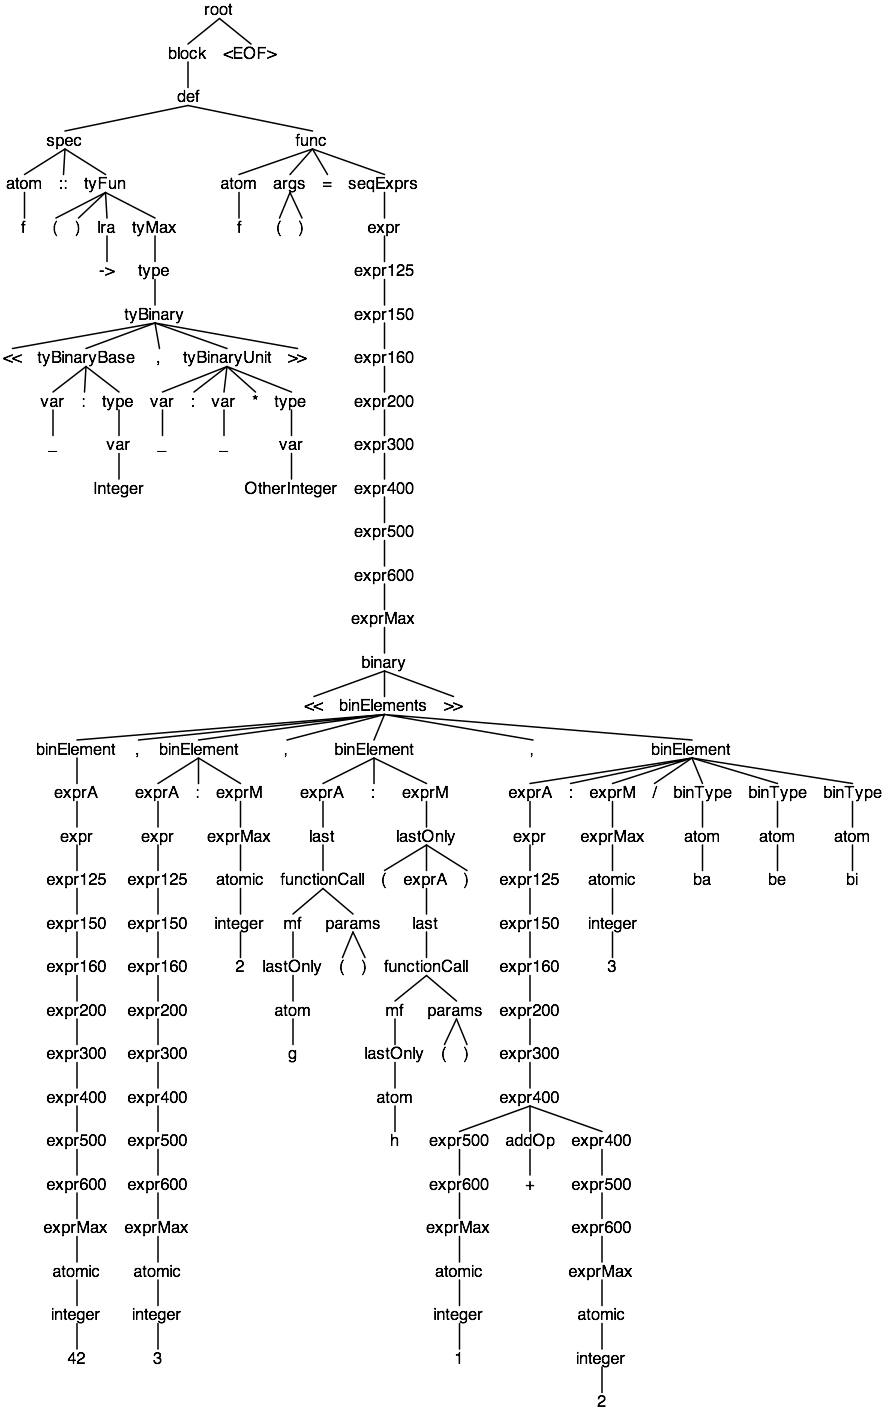 root
block <EOF>
def
spec func
atom :: tyFun atom args = seqExprs
f ( ) lra tyMax f ( ) expr
-> type expr125
tyBinary expr150
<< tyBinaryBase , tyBinaryUnit >> expr160
var : type var : var * type expr200
_ var _ _ var expr300
Integer OtherInteger expr400
expr500
expr600
exprMax
binary
<< binElements >>
binElement , binElement , binElement , binElement
exprA exprA : exprM exprA : exprM exprA : exprM / binType binType binType
expr expr exprMax last lastOnly expr exprMax atom atom atom
expr125 expr125 atomic functionCall ( exprA ) expr125 atomic ba be bi
expr150 expr150 integer mf params last expr150 integer
expr160 expr160 2 lastOnly ( ) functionCall expr160 3
expr200 expr200 atom mf params expr200
expr300 expr300 g lastOnly ( ) expr300
expr400 expr400 atom expr400
expr500 expr500 h expr500 addOp expr400
expr600 expr600 expr600 + expr500
exprMax exprMax exprMax expr600
atomic atomic atomic exprMax
integer integer integer atomic
42 3 1 integer
2